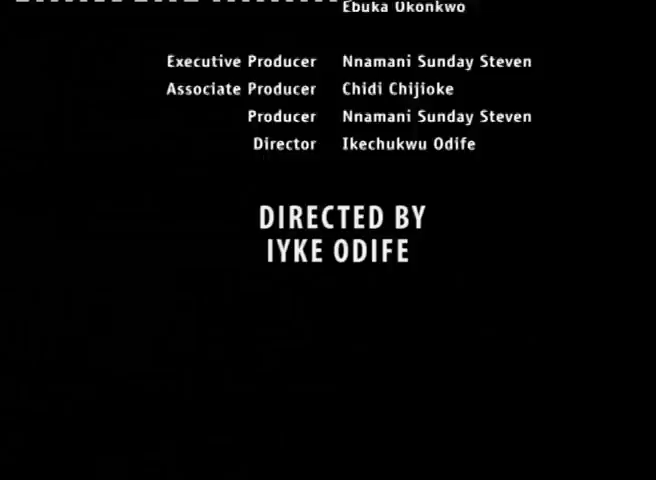 Ebuka Okonkwo
Executive Producer Nnamani Sunday Steven
Associate Producer Chidi Chijioke
Producer Nnamani Sunday Steven
Director Ikechukwu Odife
DIRECTED BY
IYKE ODIFE